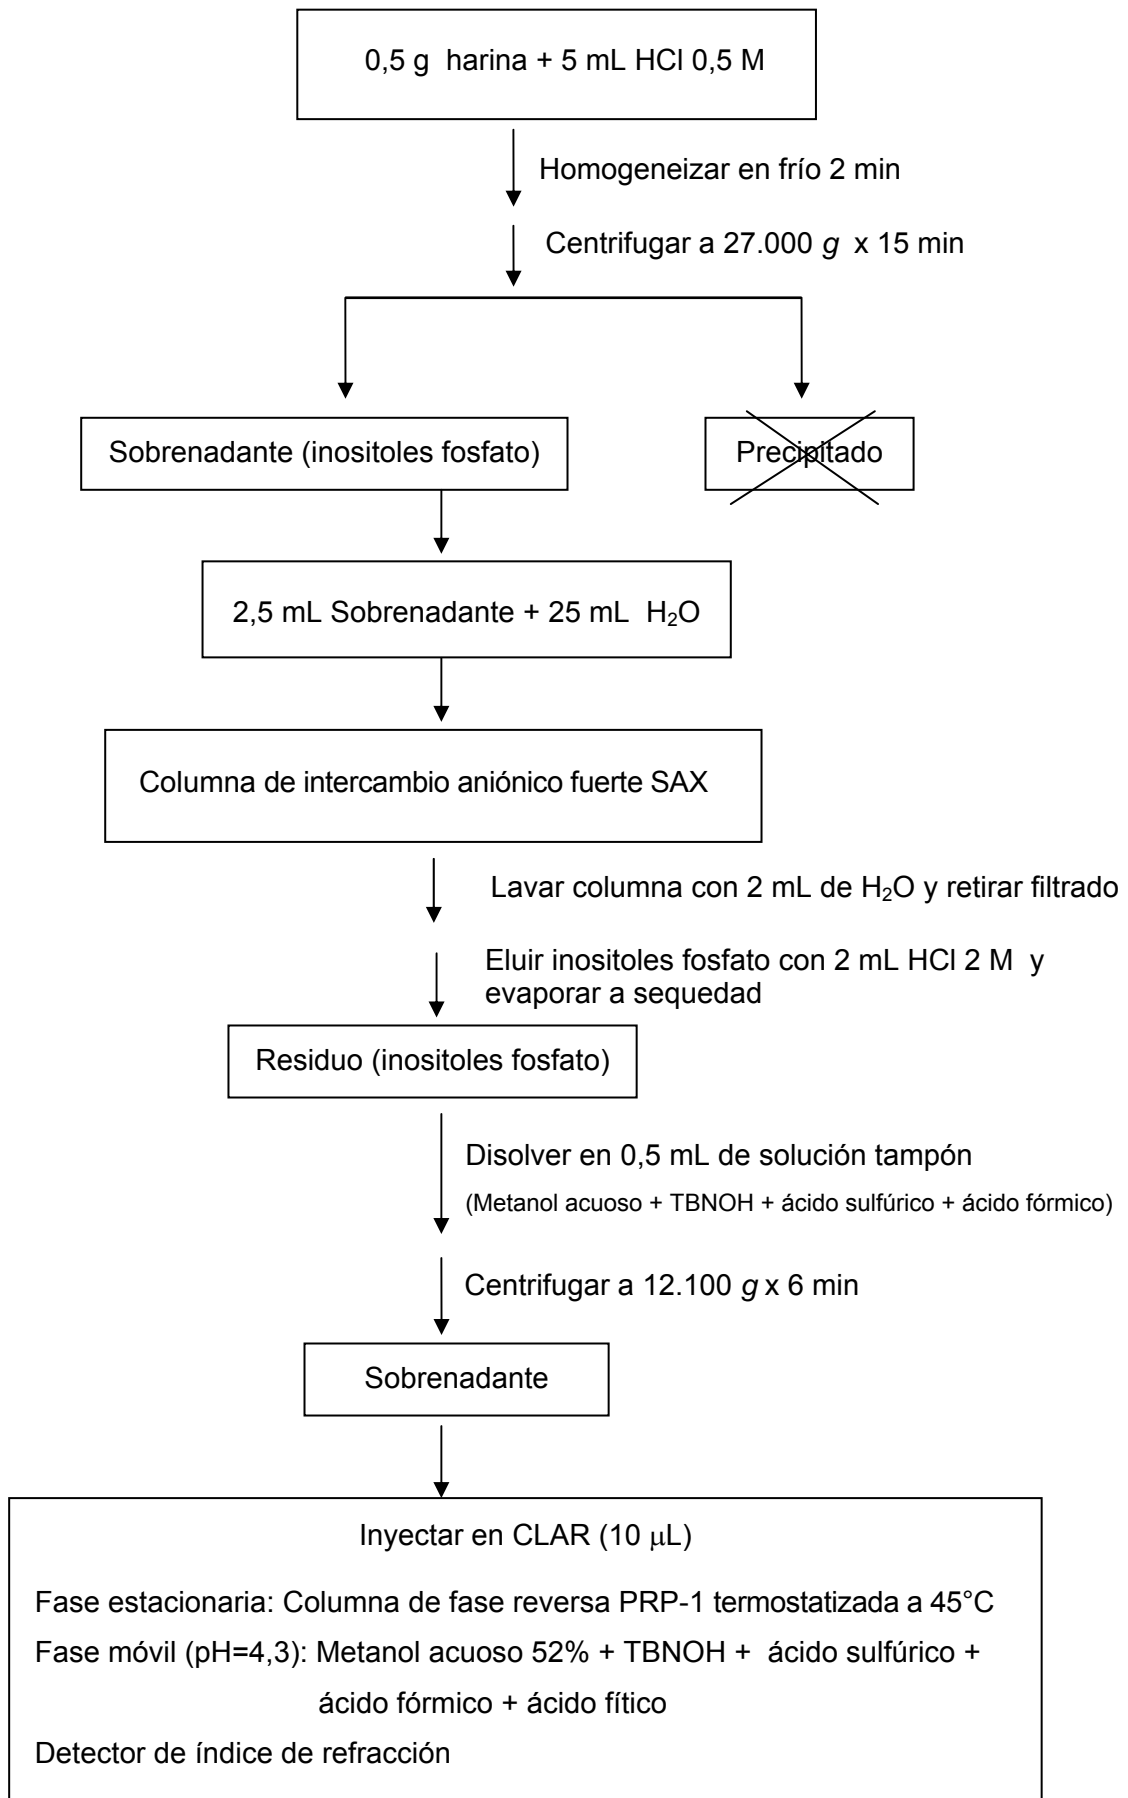 0,5 g harina + 5 mL HCl 0,5 M
Homogeneizar en frío 2 min
Centrifugar a 27.000 g x 15 min
Sobrenadante (inositoles fosfato)
Precipitado
2,5 mL Sobrenadante + 25 mL H₂O
Columna de intercambio aniónico fuerte SAX
Lavar columna con 2 mL de H₂O y retirar filtrado
Eluir inositoles fosfato con 2 mL HCl 2 M y
evaporar a sequedad
Residuo (inositoles fosfato)
Disolver en 0,5 mL de solución tampón
(Metanol acuoso + TBNOH + ácido sulfúrico + ácido fórmico)
Centrifugar a 12.100 g x 6 min
Sobrenadante
Inyectar en CLAR (10 μL)
Fase estacionaria: Columna de fase reversa PRP-1 termostatizada a 45°C
Fase móvil (pH=4,3): Metanol acuoso 52% + TBNOH + ácido sulfúrico +
ácido fórmico + ácido fítico
Detector de índice de refracción